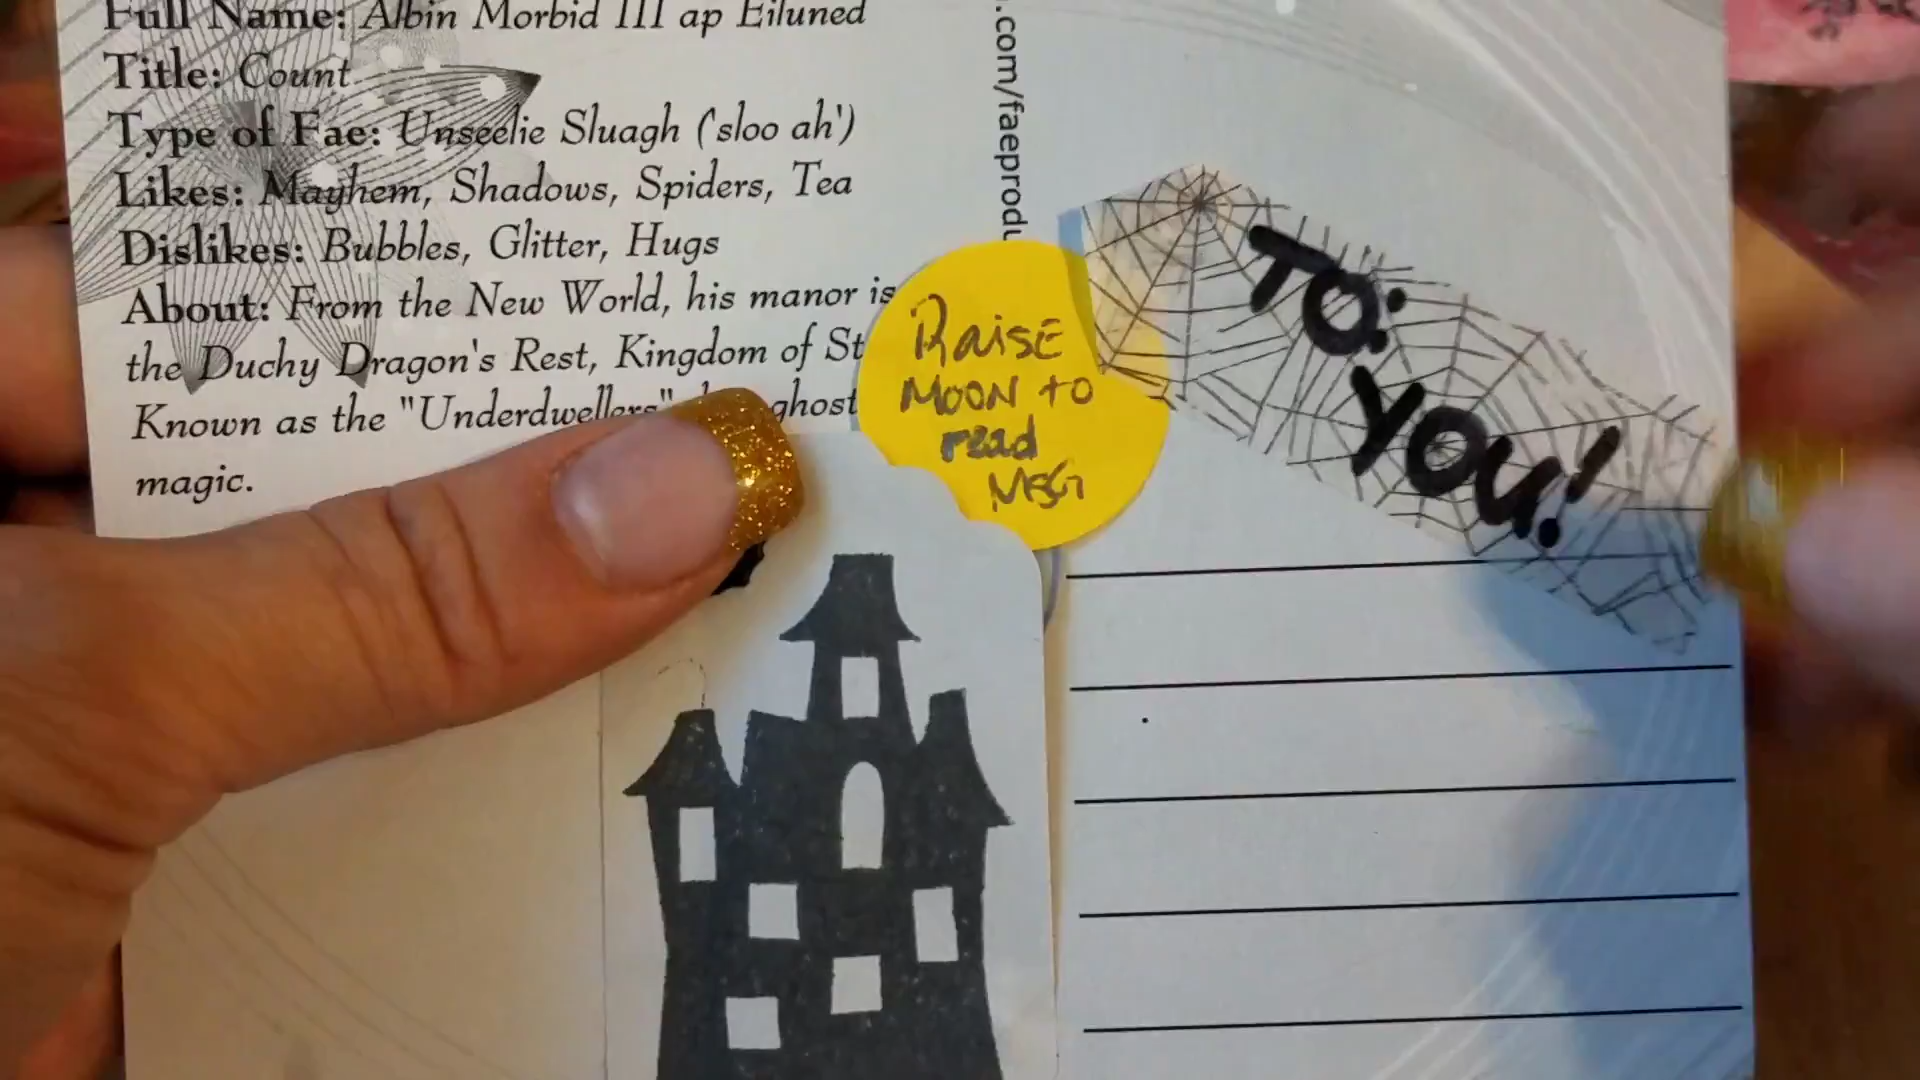 Full Name: Albin Morbid III ap Eiluned
Title: Count
Type of Fae: Unseelie Sluagh ('sloo ah')
Likes: Mayhem, Shadows, Spiders, Tea
Dislikes: Bubbles, Glitter, Hugs
About: From the New World, his manor is
the Duchy Dragon's Rest, Kingdom of St
Known as the "Underdwellers" ghost
magic.
.com/faeprodu
Raise
Moon to
read
MSG
TO:
YOU!